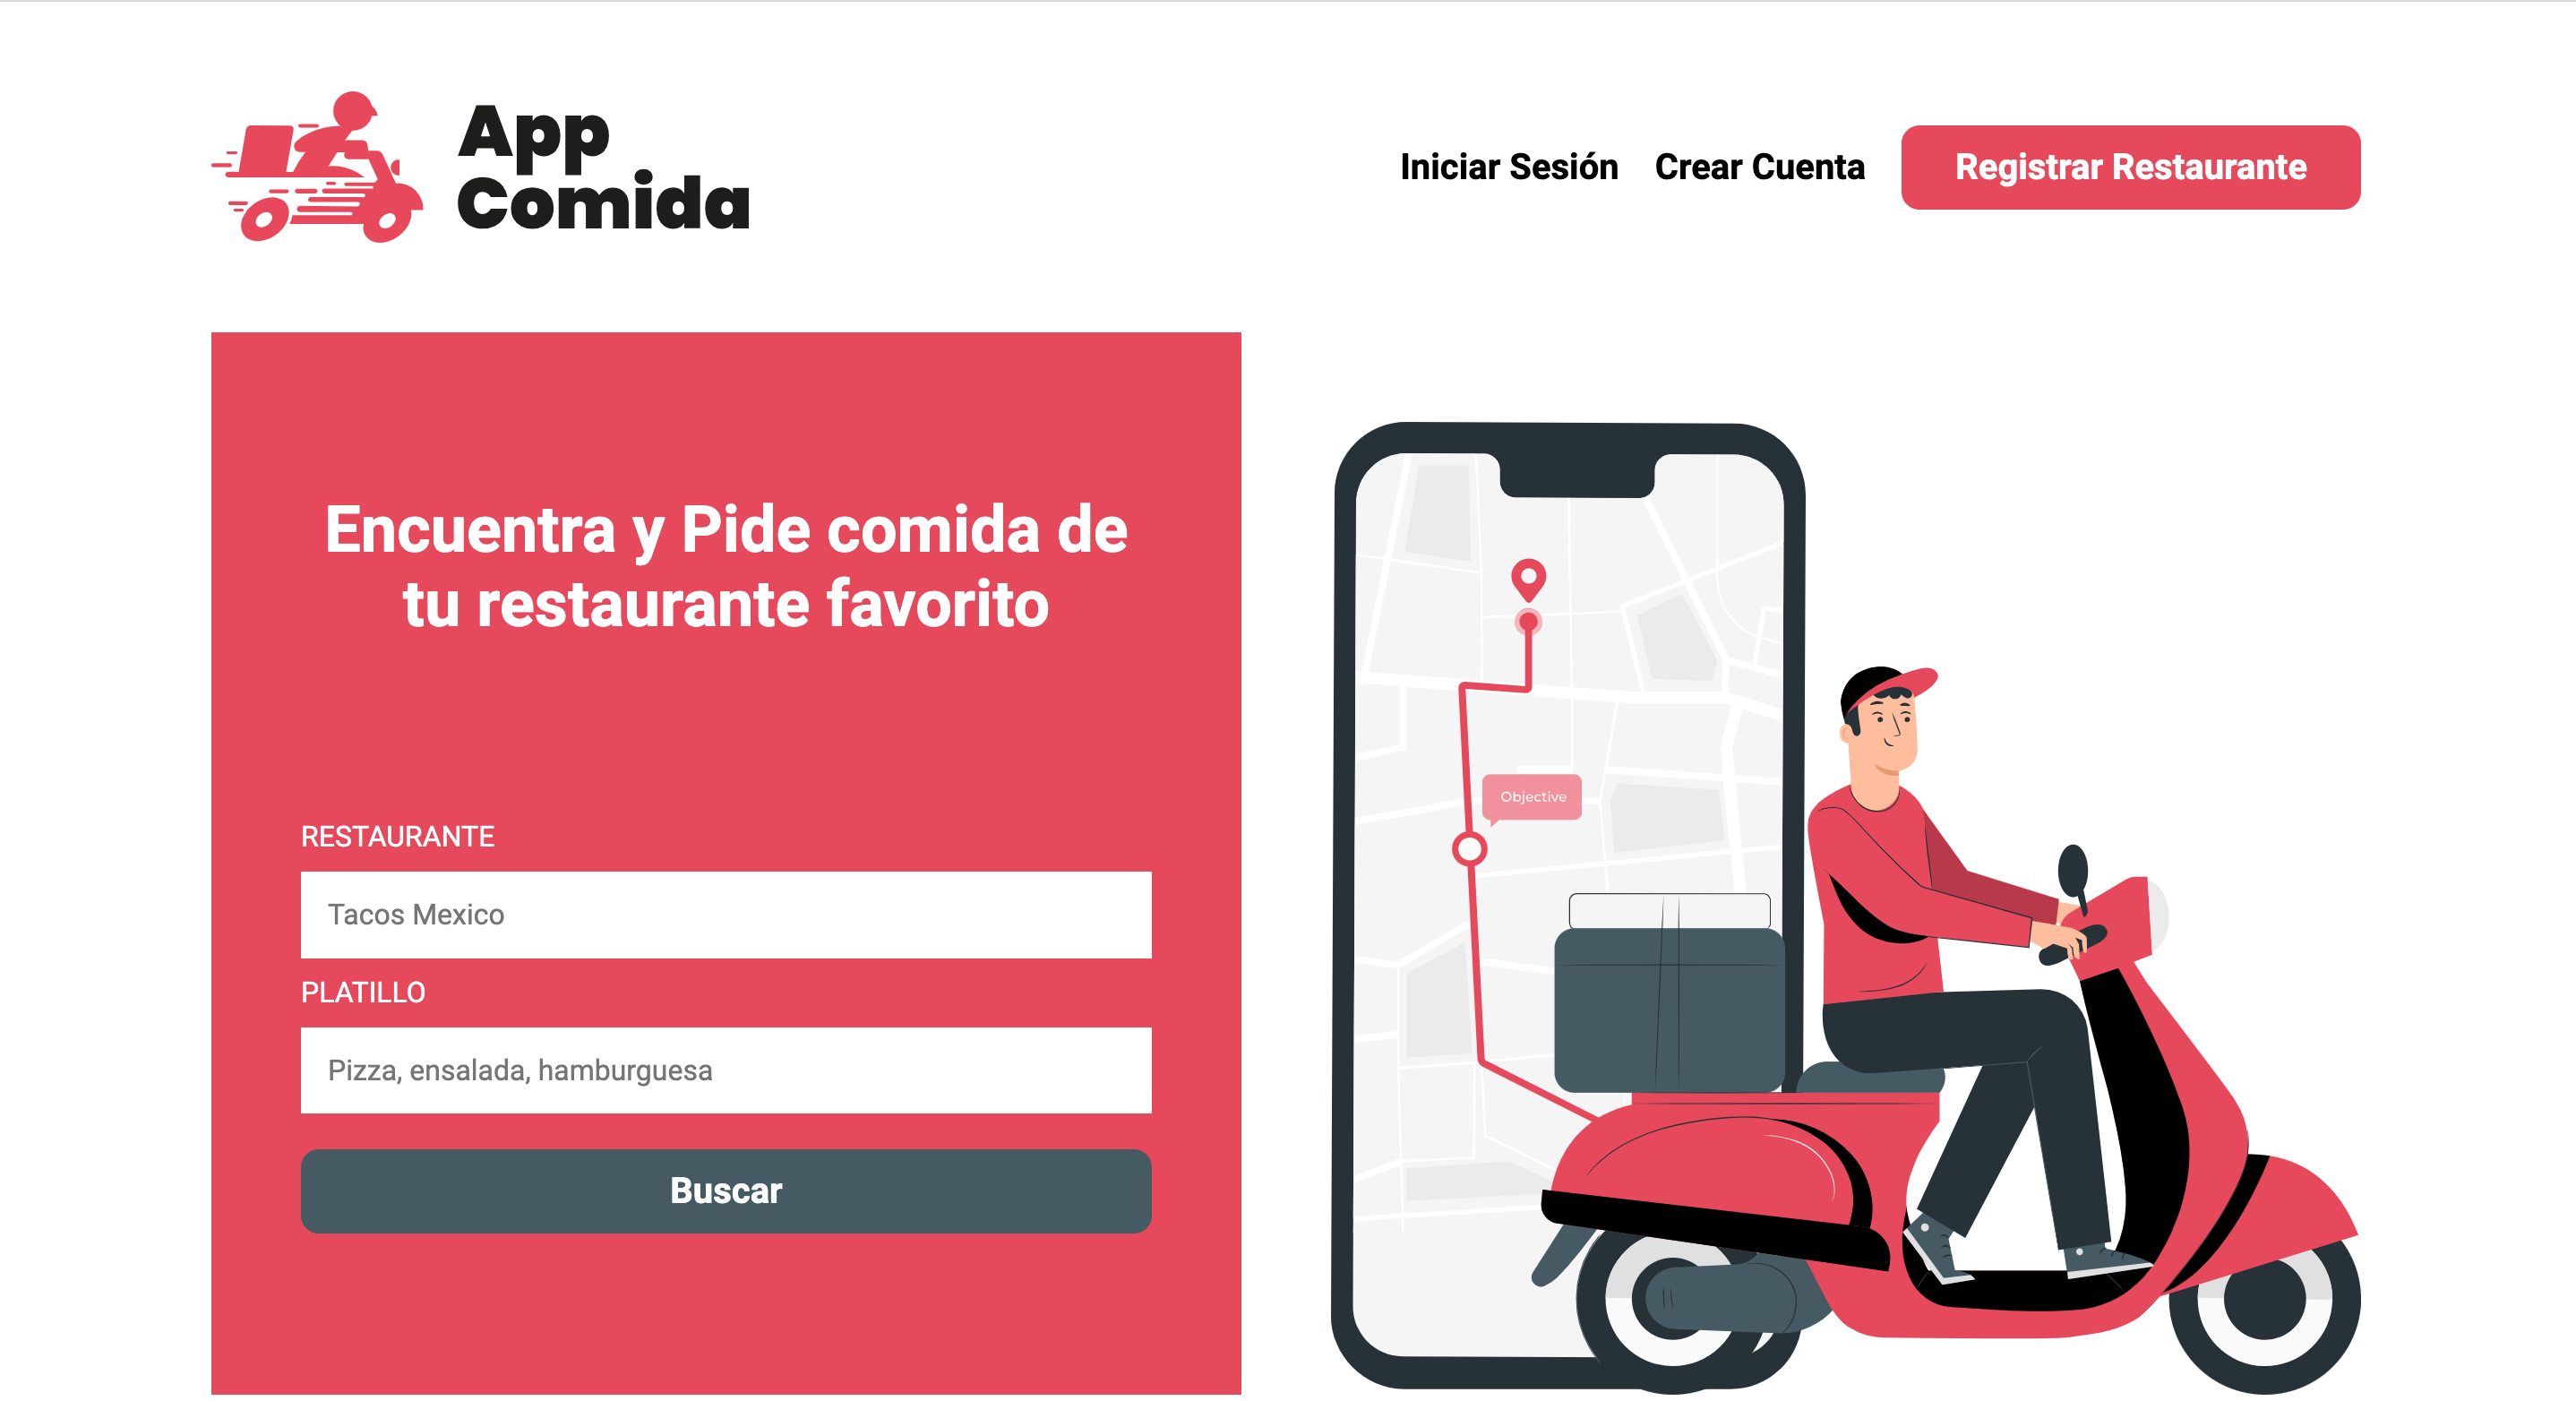 App
Comida
Iniciar Sesión
Crear Cuenta
Registrar Restaurante
Encuentra y Pide comida de
tu restaurante favorito
RESTAURANTE
Tacos Mexico
PLATILLO
Pizza, ensalada, hamburguesa
Buscar
Objective